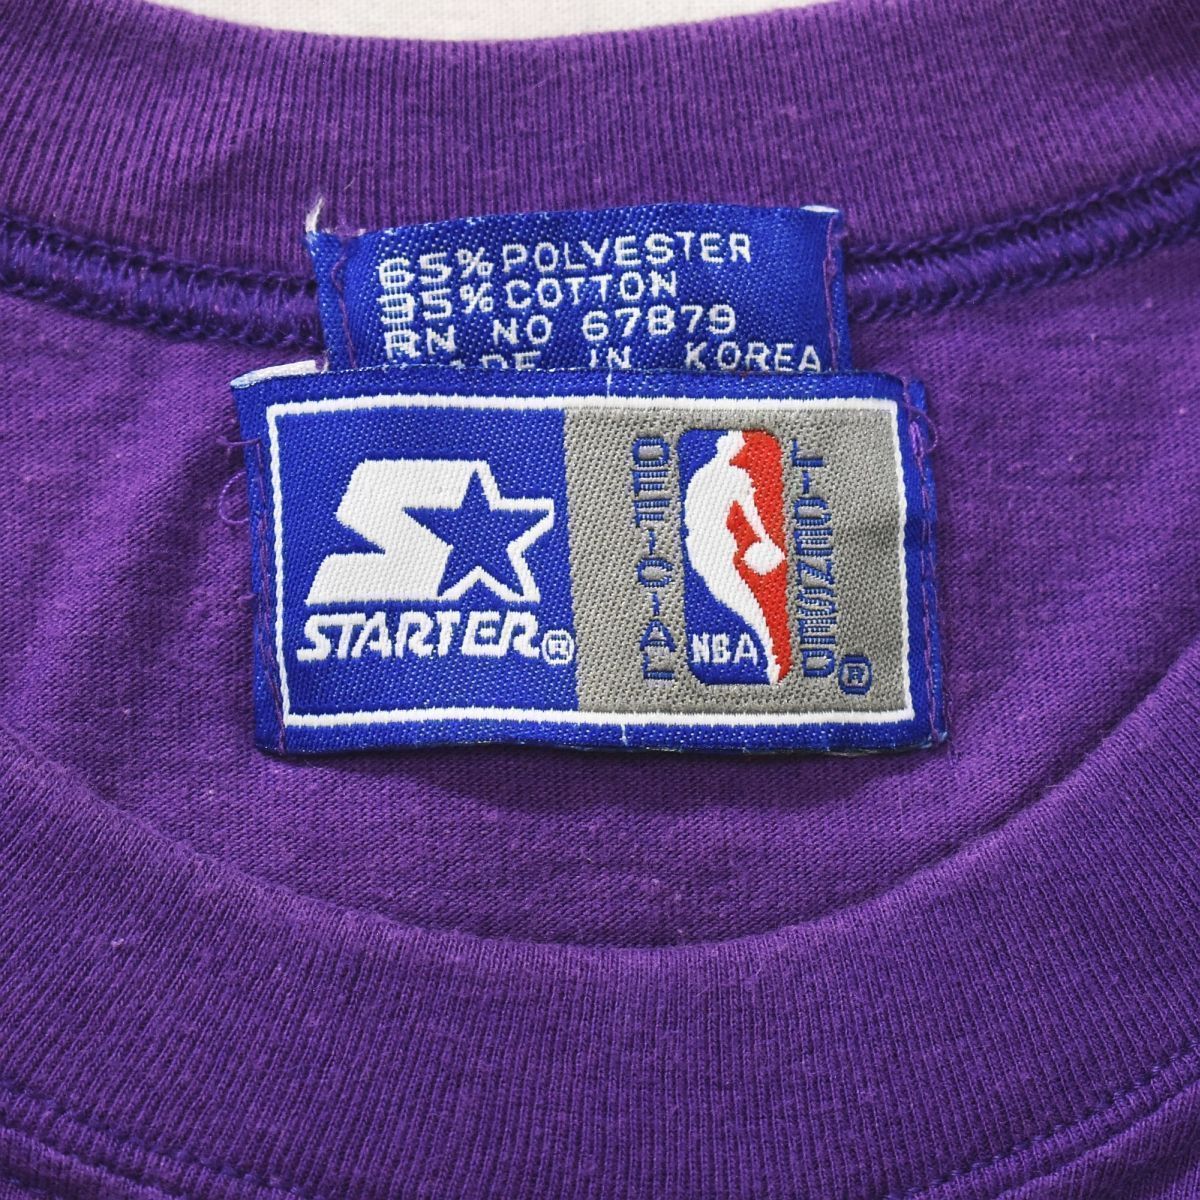 65% POLYESTER
35% COTTON
RN NO 67879
MADE IN KOREA
STARTER®
OFFICIAL
NBA
LICENSED®